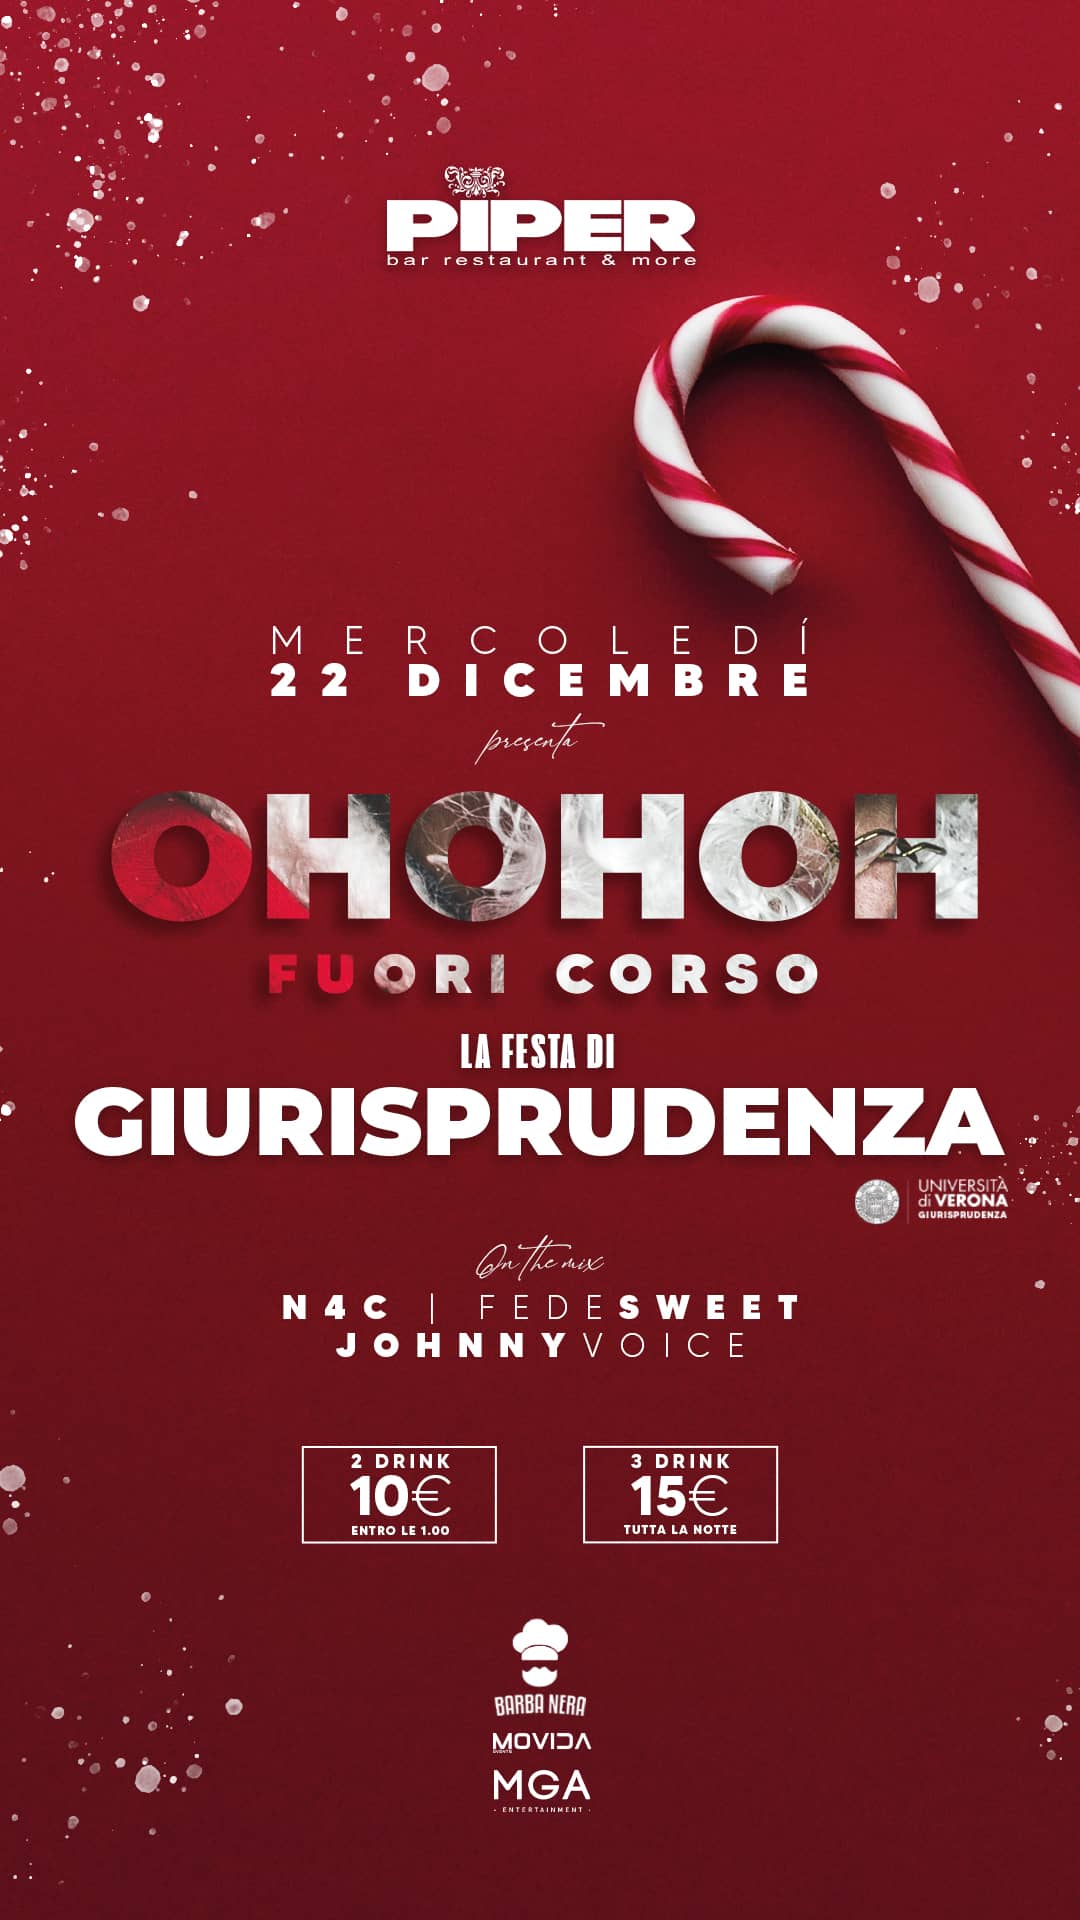 PIPER
bar restaurant & more
MERCOLEDÍ
22 DICEMBRE
presenta
OHOHOH
FUORI CORSO
LA FESTA DI
GIURISPRUDENZA
UNIVERSITÀ
di VERONA
GIURISPRUDENZA
On the mix
N4C | FEDESWEET
JOHNNYVOICE
2 DRINK
10€
ENTRO LE 1.00
3 DRINK
15€
TUTTA LA NOTTE
BARBA NERA
MOVIDA
EVENTS
MGA
- ENTERTAINMENT -